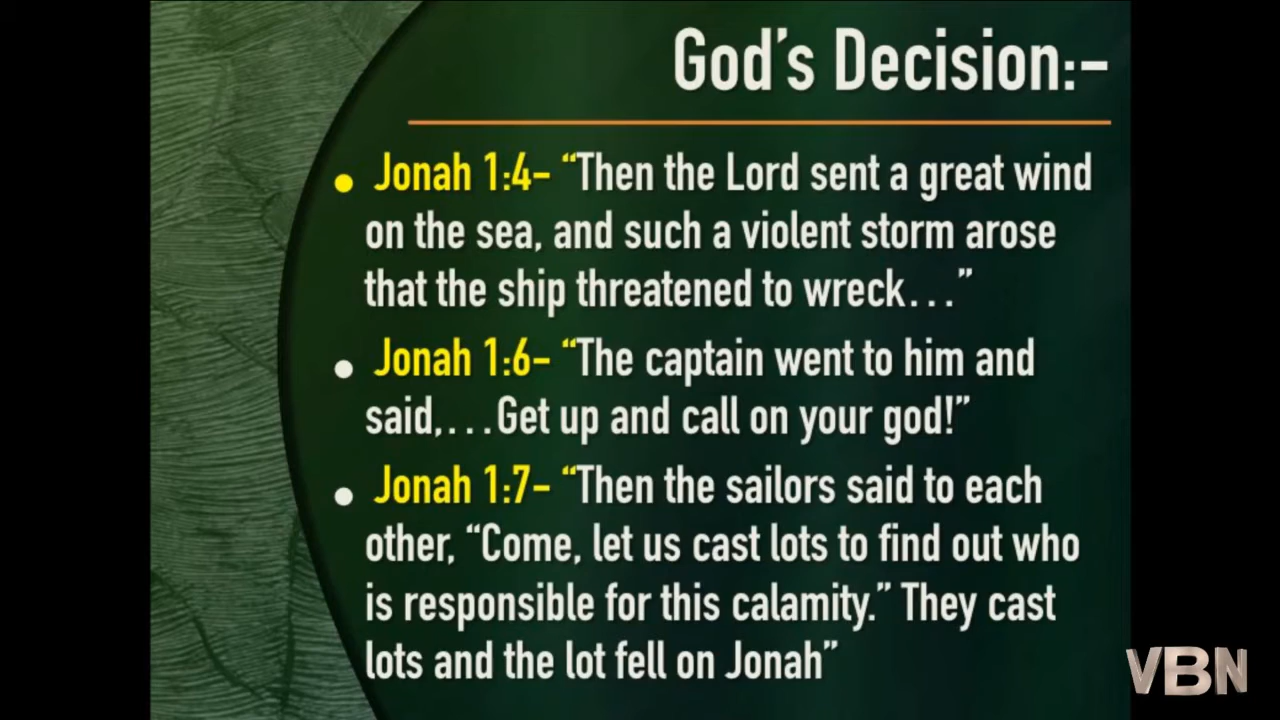 God’s Decision:-
• Jonah 1:4- “Then the Lord sent a great wind
on the sea, and such a violent storm arose
that the ship threatened to wreck...”
• Jonah 1:6- “The captain went to him and
said,...Get up and call on your god!”
• Jonah 1:7- “Then the sailors said to each
other, “Come, let us cast lots to find out who
is responsible for this calamity.” They cast
lots and the lot fell on Jonah”
VBN